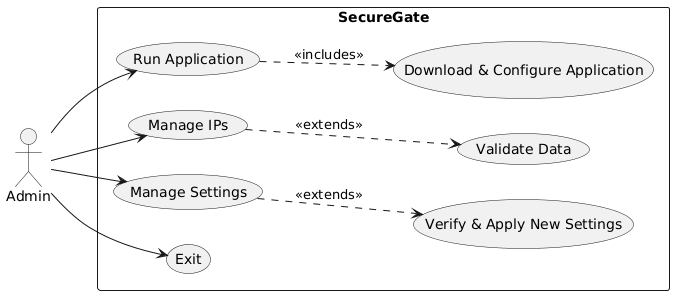 SecureGate
Run Application
«includes»
Download & Configure Application
Manage IPs
«extends»
Validate Data
Admin
Manage Settings
«extends»
Verify & Apply New Settings
Exit